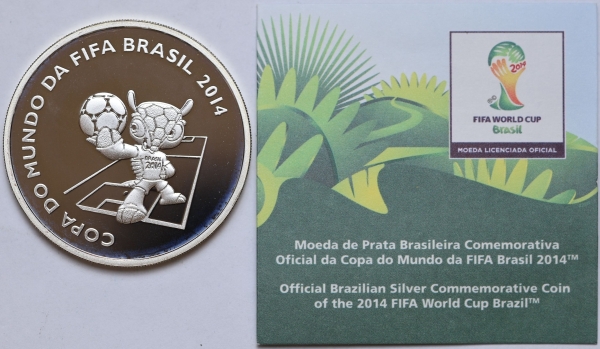 COPA DO MUNDO DA FIFA BRASIL 2014
BRASIL
2014
2014
FIFA WORLD CUP
Brasil
MOEDA LICENCIADA OFICIAL
Moeda de Prata Brasileira Comemorativa
Oficial da Copa do Mundo da FIFA Brasil 2014™
Official Brazilian Silver Commemorative Coin
of the 2014 FIFA World Cup Brazil™